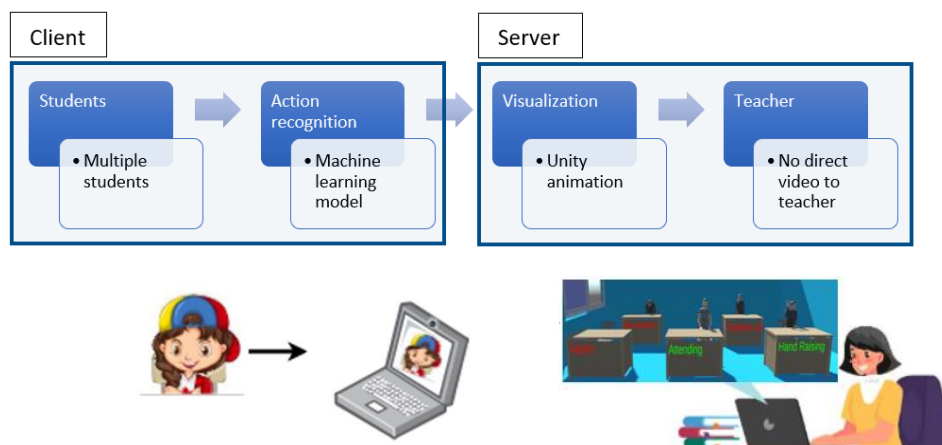 Client
Server
Students
Action
recognition
Visualization
Teacher
• Multiple
students
• Machine
learning
model
• Unity
animation
• No direct
video to
teacher
Attending
Hand Raising